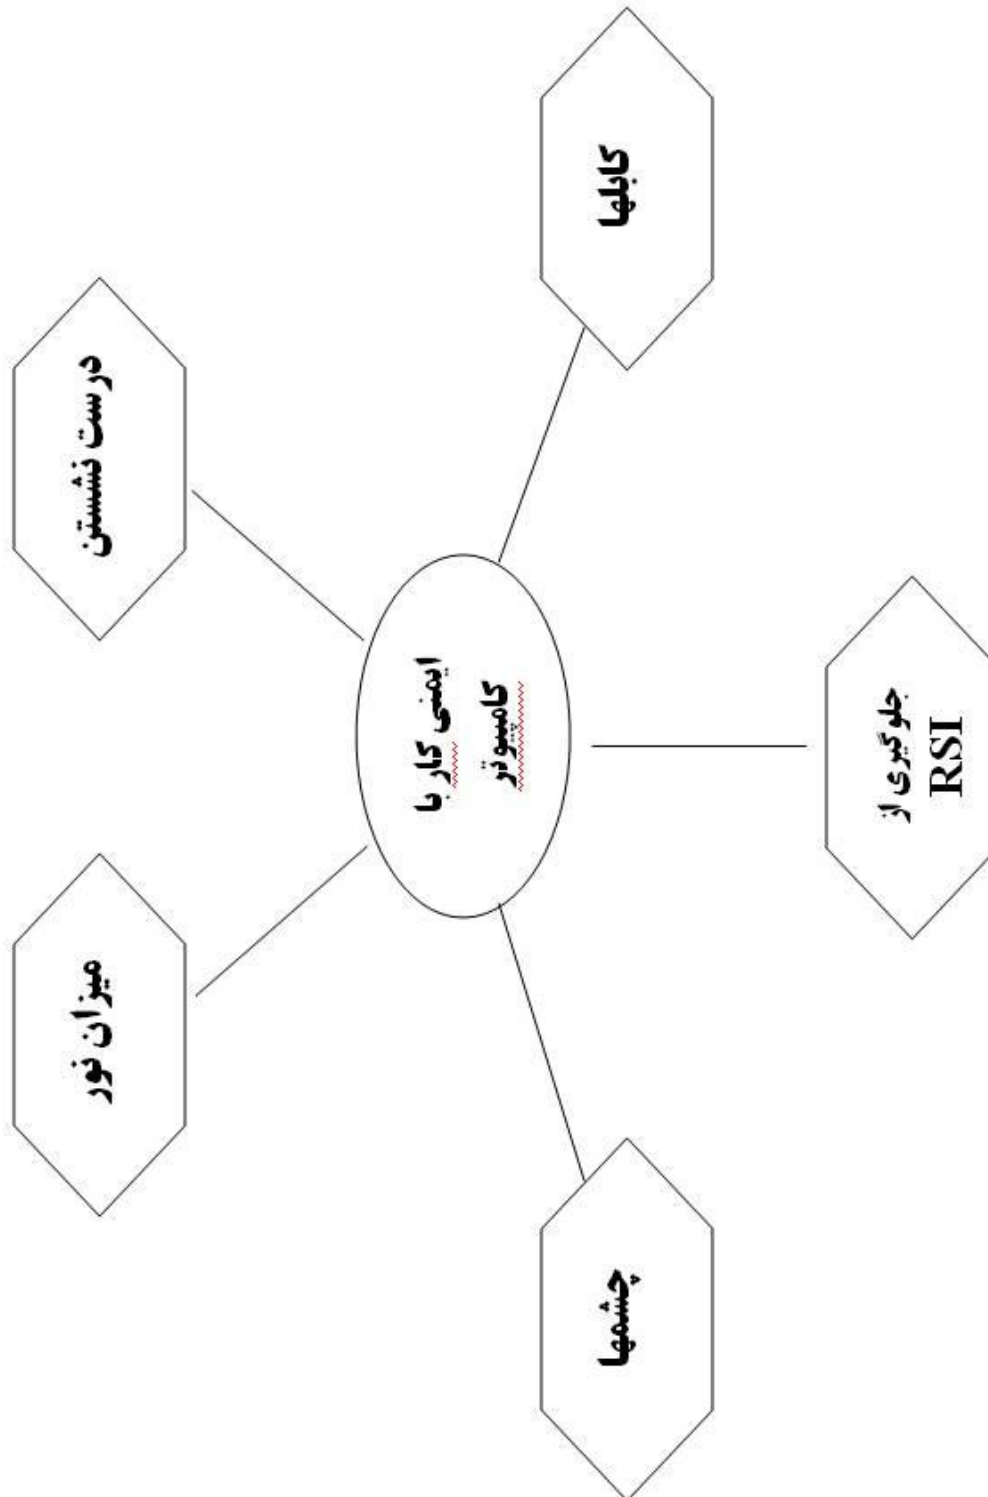 درست نشستن
میزان نور
ایمنی کار با
کامپیوتر
کابلها
چشمها
جلوگیری از
RSI